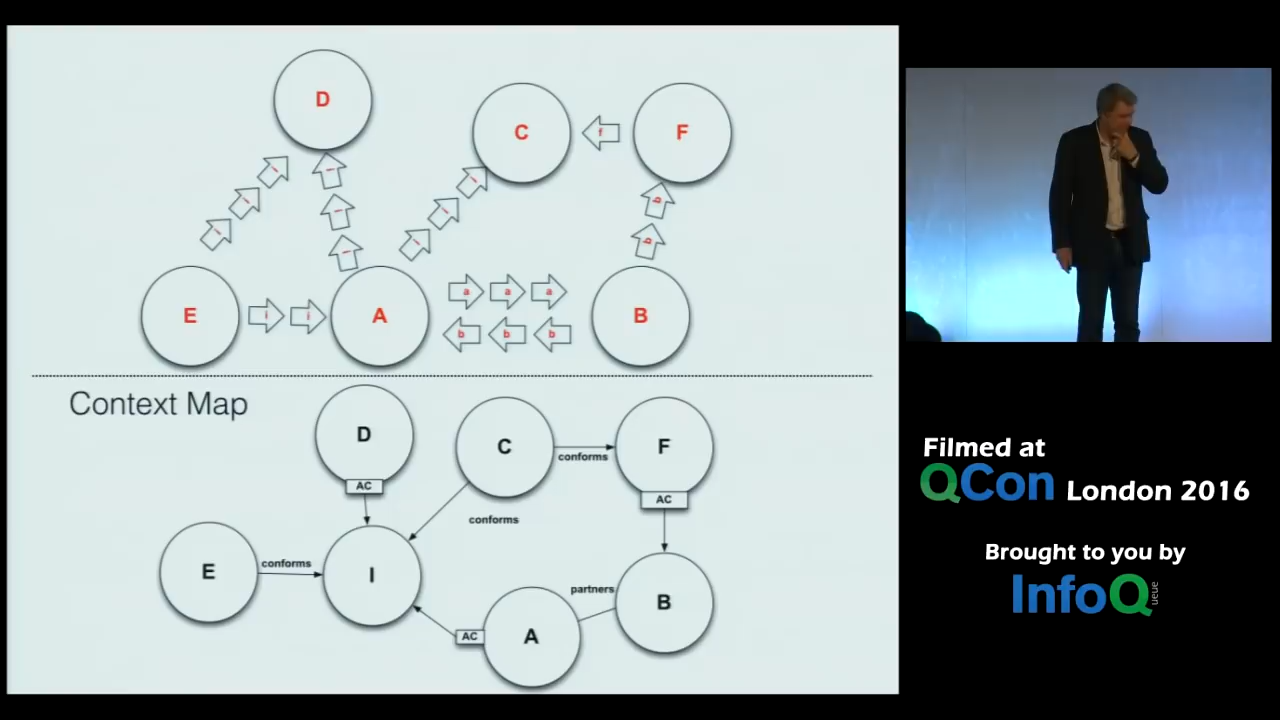 D
C
f
F
i
i
i
i
i
i
i
i
i
b
b
E
i
i
A
a
a
a
b
b
b
B
Context Map
D
AC
C
conforms
F
AC
conforms
E
conforms
I
partners
B
AC
A
Filmed at
QCon London 2016
Brought to you by
InfoQ
ueue